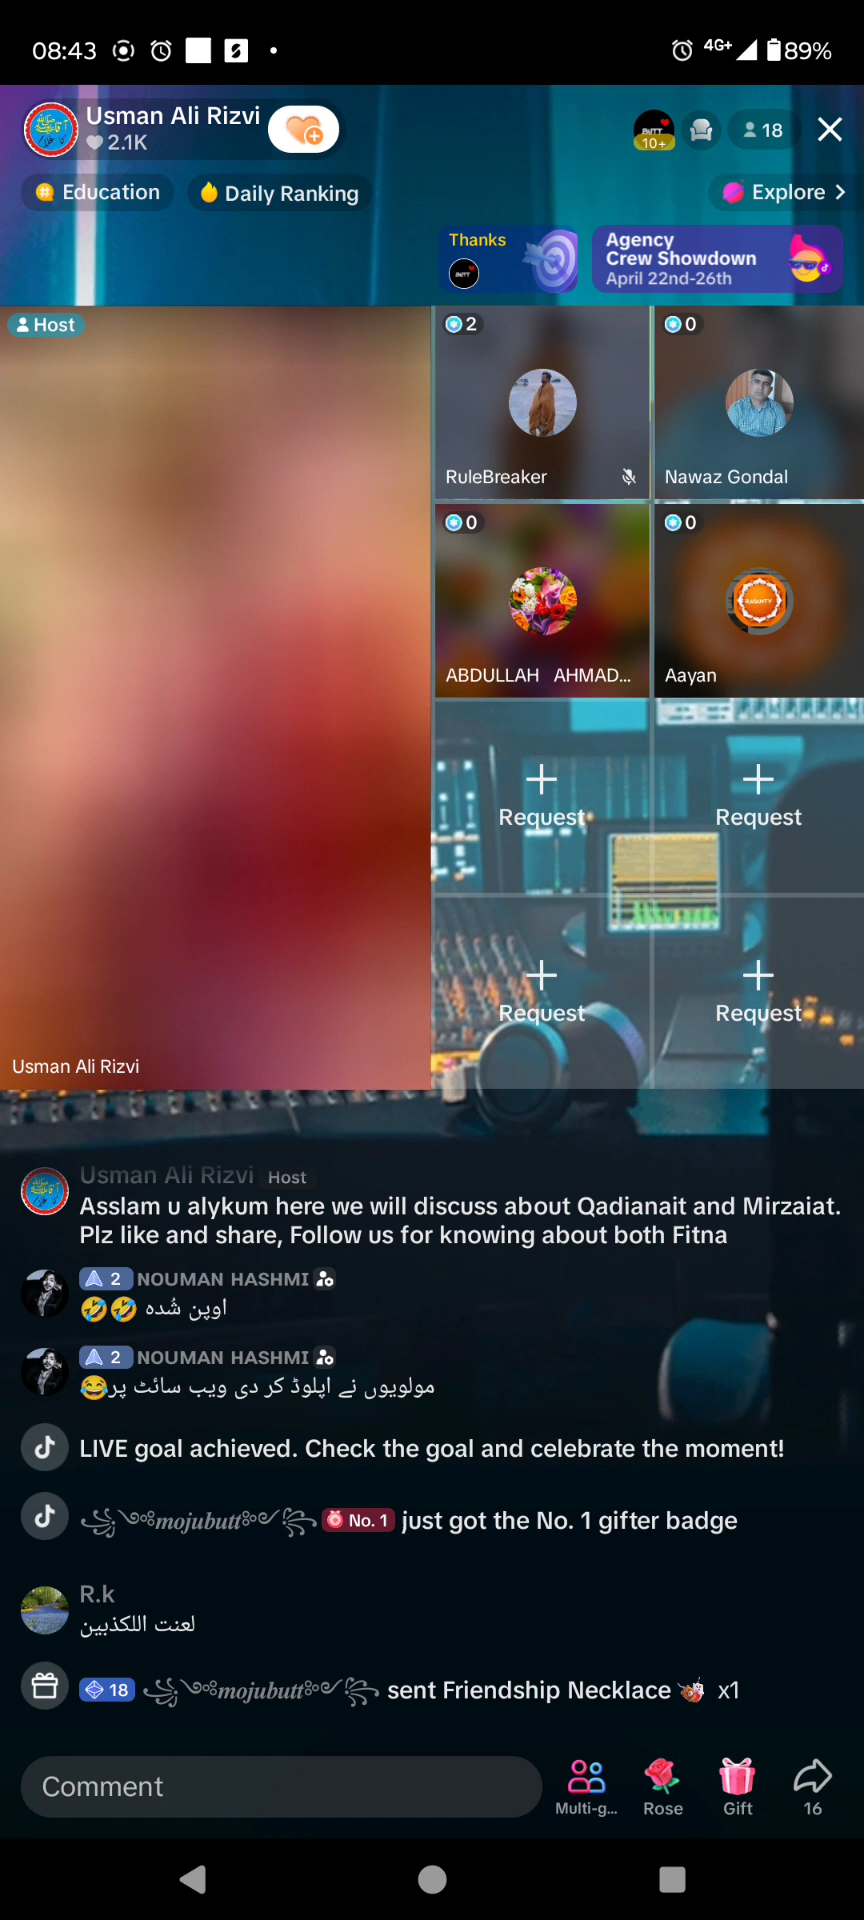 08:43
4G+
89%
Usman Ali Rizvi
2.1K
10+
18
Education
Daily Ranking
Explore
Thanks
Agency
Crew Showdown
April 22nd-26th
Host
2
0
RuleBreaker
Nawaz Gondal
0
0
ABDULLAH AHMAD...
Aayan
Request
Request
Request
Request
Usman Ali Rizvi
Usman Ali Rizvi Host
Asslam u alykum here we will discuss about Qadianait and Mirzaiat.
Plz like and share, Follow us for knowing about both Fitna
2 NOUMAN HASHMI
🤣🤣 اوپن شُدہ
2 NOUMAN HASHMI
مولویوں نے اپلوڈ کر دی ویب سائٹ پر😂
LIVE goal achieved. Check the goal and celebrate the moment!
mojubutt No. 1 just got the No. 1 gifter badge
R.k
لعنت اللکذبین
18 mojubutt sent Friendship Necklace x1
Comment
Multi-g...
Rose
Gift
16